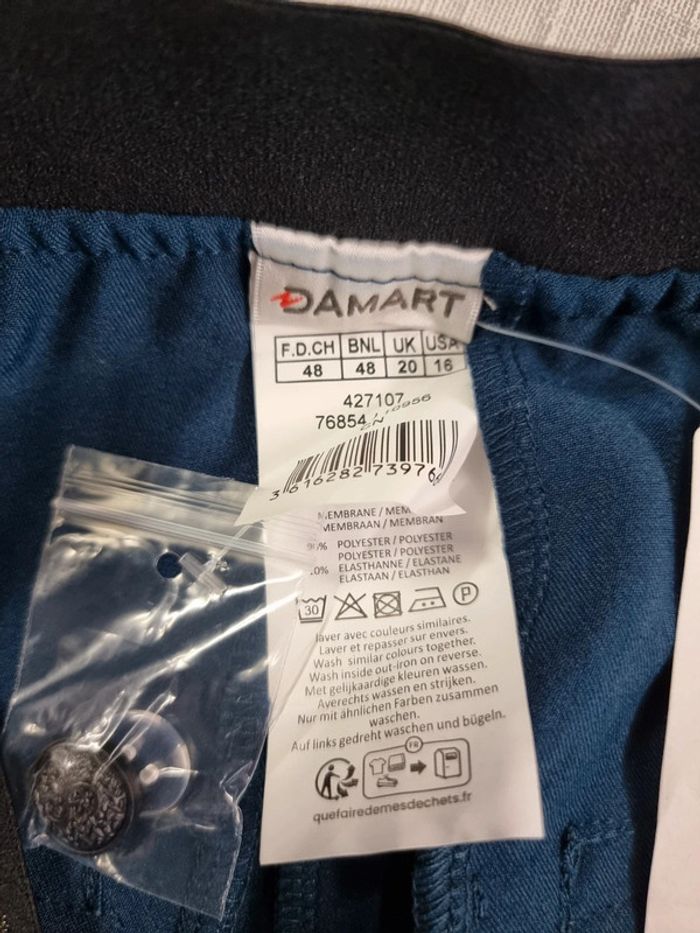 DAMART
F.D.CH BNL UK USA
48 48 20 16
427107
76854
3 616282 73976
MEMBRANE /
MEMBRAAN / MEMBRAN
POLYESTER / POLYESTER
POLYESTER / POLYESTER
ELASTHANNE / ELASTANE
ELASTAAN / ELASTHAN
30 P
laver avec couleurs similaires.
Laver et repasser sur envers.
Wash similar colours together.
Wash inside out-iron on reverse.
Met gelijkaardige kleuren wassen.
Averechts wassen en strijken.
Nur mit ähnlichen Farben zusammen
waschen.
Auf links gedreht waschen und bügeln.
FR
quefairedemesdechets.fr